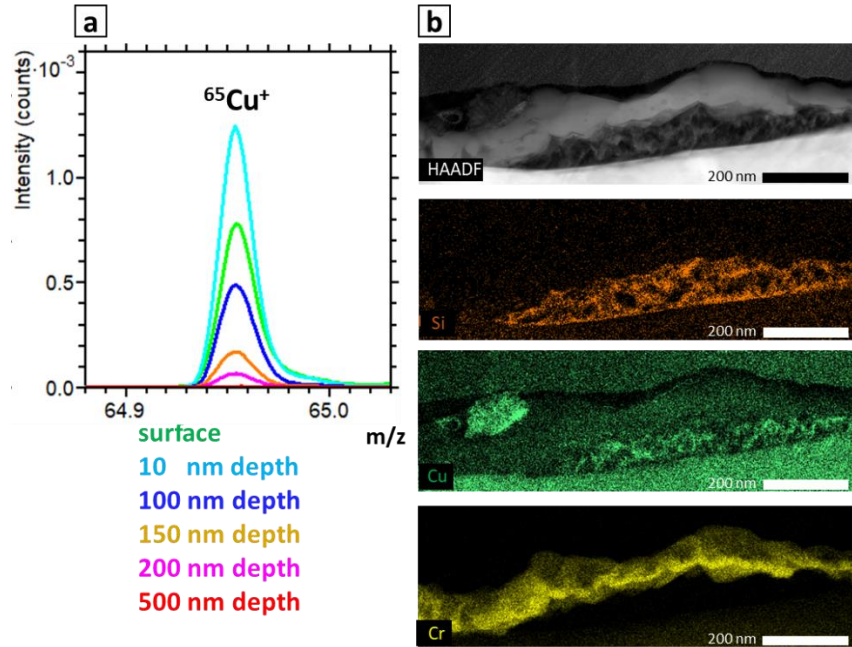 a
Intensity (counts)
·10⁻³
1.0
0.5
0.0
⁶⁵Cu⁺
64.9
65.0
m/z
surface
10 nm depth
100 nm depth
150 nm depth
200 nm depth
500 nm depth
b
HAADF
200 nm
Si
200 nm
Cu
200 nm
Cr
200 nm